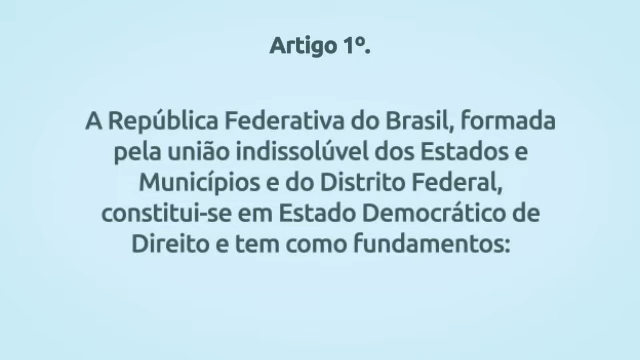 Artigo 1º.
A República Federativa do Brasil, formada
pela união indissolúvel dos Estados e
Municípios e do Distrito Federal,
constitui-se em Estado Democrático de
Direito e tem como fundamentos: